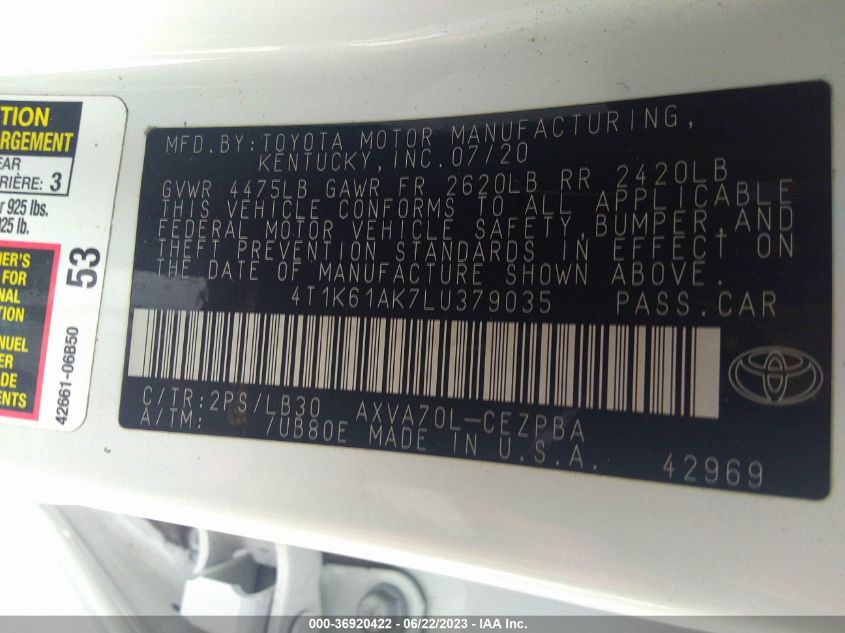 TION
RGEMENT
EAR
RIÈRE: 3
r 925 lbs.
25 lb.
53
ER'S
FOR
NAL
TION
NUEL
ER
DE
ENTS
42661-06B50
MFD.BY:TOYOTA MOTOR MANUFACTURING,
KENTUCKY,INC.07/20
GVWR 4475LB GAWR FR 2620LB RR 2420LB
THIS VEHICLE CONFORMS TO ALL APPLICABLE
FEDERAL MOTOR VEHICLE SAFETY,BUMPER,AND
THEFT PREVENTION STANDARDS IN EFFECT ON
THE DATE OF MANUFACTURE SHOWN ABOVE.
4T1K61AK7LU379035 PASS.CAR
C/TR:2PS/LB30 AXVA70L-CEZPBA
A/TM: /UB80E MADE IN U.S.A.
42969
000-36920422 - 06/22/2023 - IAA Inc.